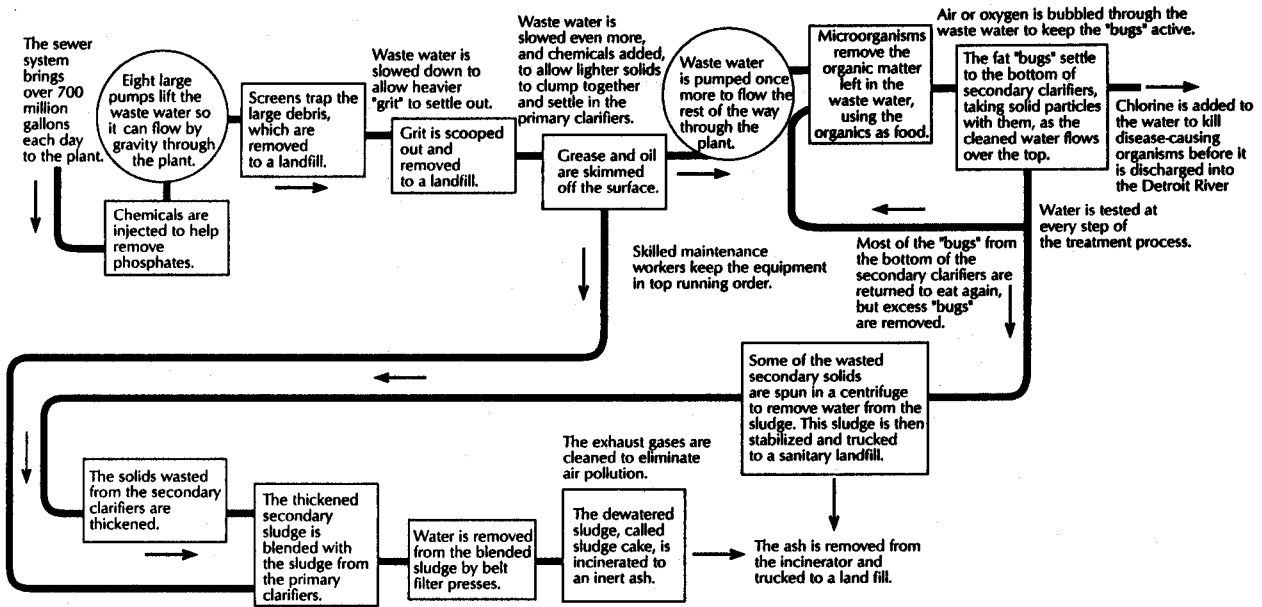 The sewer
system
brings
over 700
million
gallons
each day
to the plant.
Chemicals are
injected to help
remove
phosphates.
Eight large
pumps lift the
waste water so
it can flow by
gravity through
the plant.
Screens trap the
large debris,
which are
removed
to a landfill.
Waste water is
slowed down to
allow heavier
"grit" to settle out.
Grit is scooped
out and
removed
to a landfill.
Waste water is
slowed even more,
and chemicals added,
to allow lighter solids
to clump together
and settle in the
primary clarifiers.
Grease and oil
are skimmed
off the surface.
Waste water
is pumped once
more to flow the
rest of the way
through the
plant.
Microorganisms
remove the
organic matter
left in the
waste water,
using the
organics as food.
Air or oxygen is bubbled through the
waste water to keep the "bugs" active.
The fat "bugs" settle
to the bottom of
secondary clarifiers,
taking solid particles
with them, as the
cleaned water flows
over the top.
Chlorine is added to
the water to kill
disease-causing
organisms before it
is discharged into
the Detroit River
Water is tested at
every step of
the treatment process.
Most of the "bugs" from
the bottom of the
secondary clarifiers are
returned to eat again,
but excess "bugs"
are removed.
Skilled maintenance
workers keep the equipment
in top running order.
Some of the wasted
secondary solids
are spun in a centrifuge
to remove water from the
sludge. This sludge is then
stabilized and trucked
to a sanitary landfill.
The solids wasted
from the secondary
clarifiers are
thickened.
The thickened
secondary
sludge is
blended with
the sludge from
the primary
clarifiers.
Water is removed
from the blended
sludge by belt
filter presses.
The exhaust gases are
cleaned to eliminate
air pollution.
The dewatered
sludge, called
sludge cake, is
incinerated to
an inert ash.
The ash is removed from
the incinerator and
trucked to a land fill.